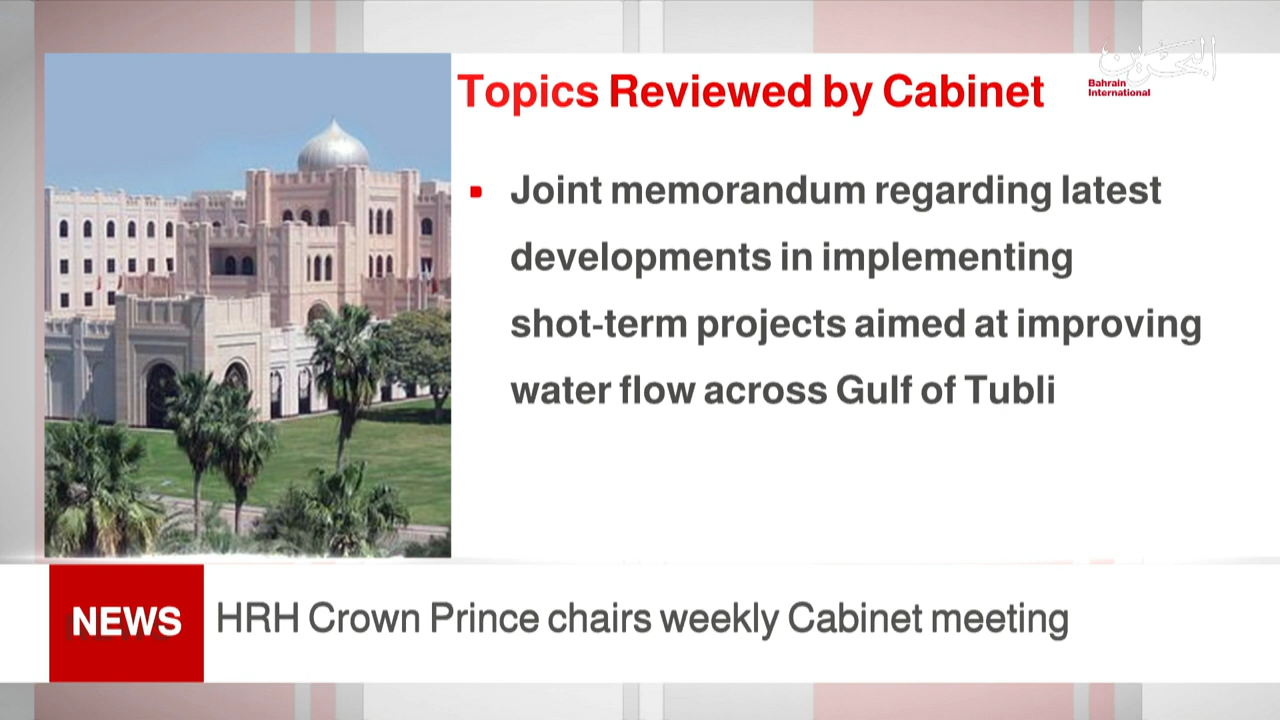 Topics Reviewed by Cabinet
البحرين
Bahrain
International
Joint memorandum regarding latest
developments in implementing
shot-term projects aimed at improving
water flow across Gulf of Tubli
NEWS
HRH Crown Prince chairs weekly Cabinet meeting